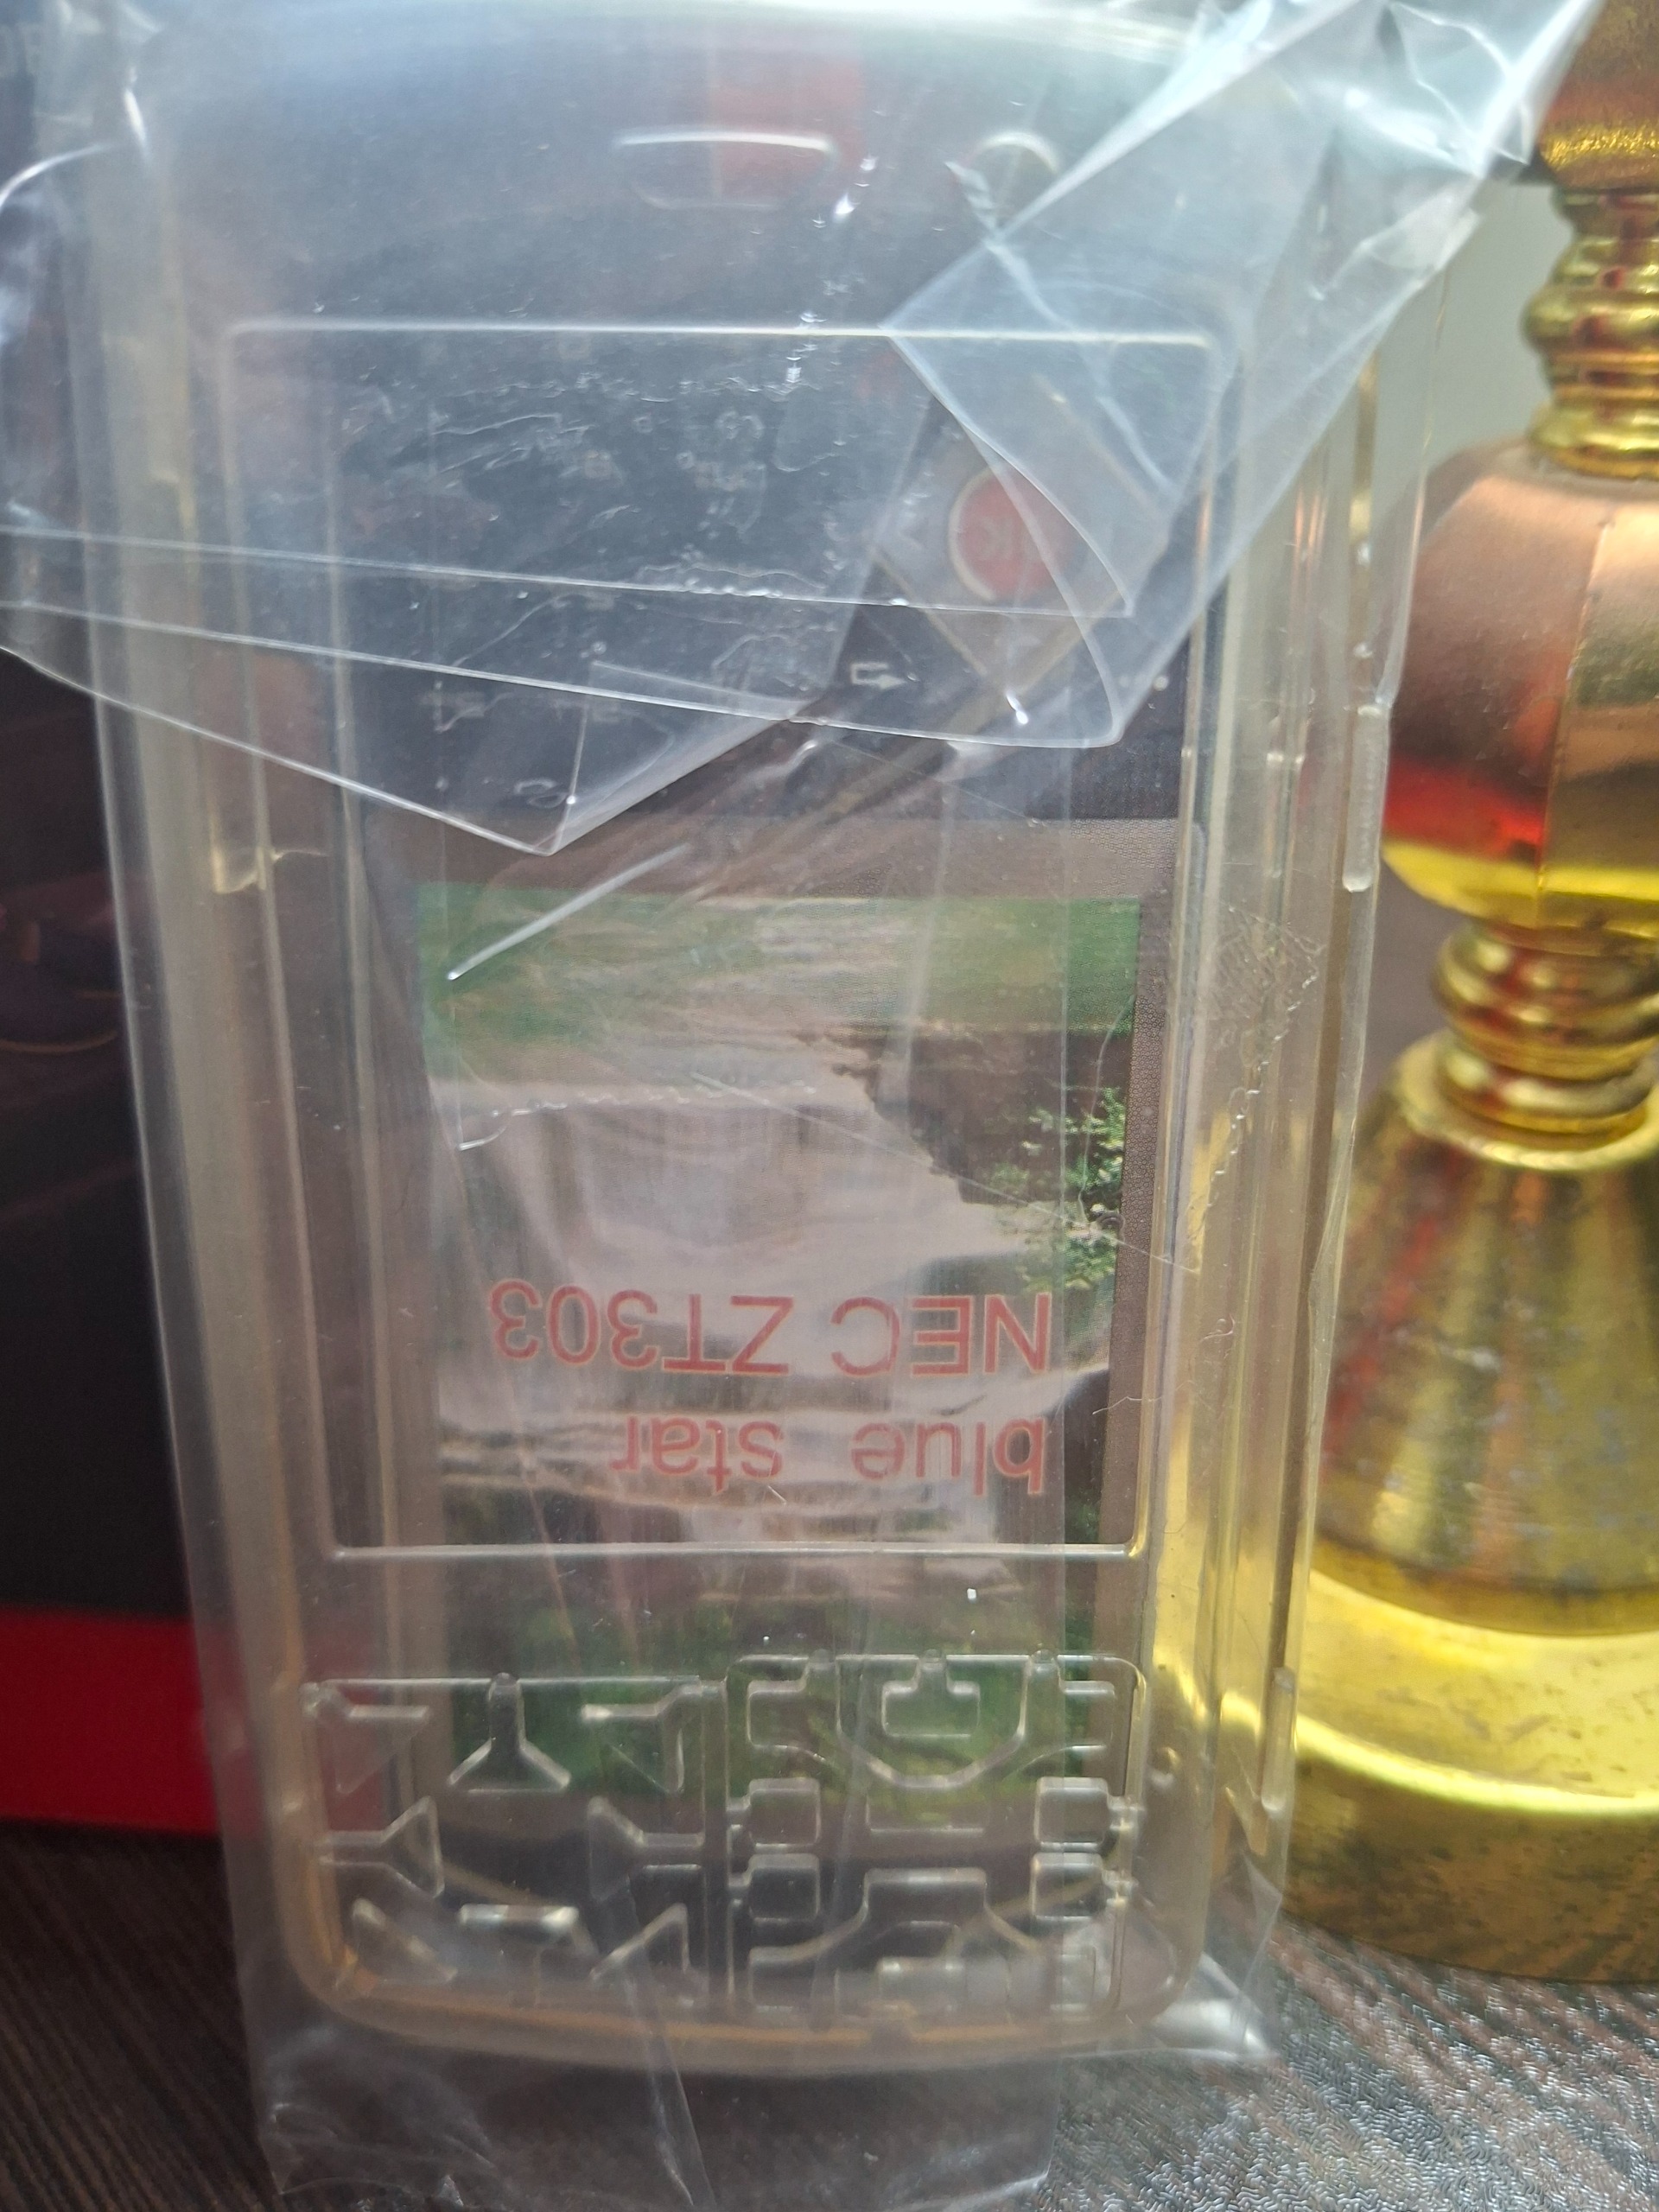 blue star
NEC ZT303